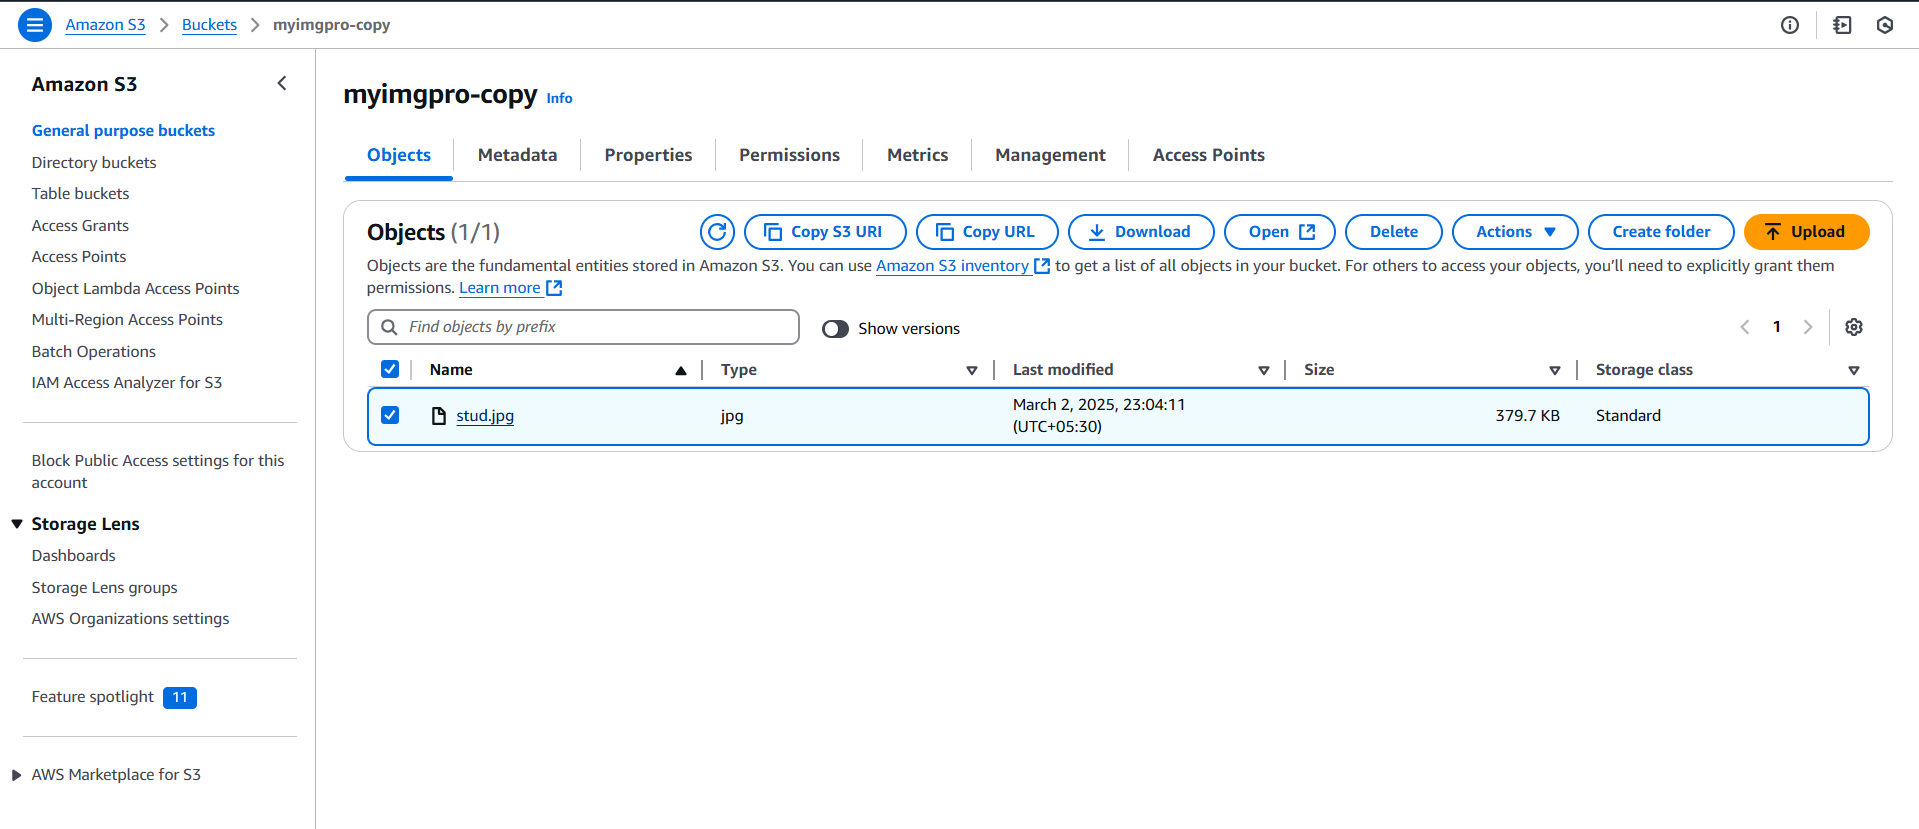 Amazon S3 Buckets myimgpro-copy
Amazon S3
General purpose buckets
Directory buckets
Table buckets
Access Grants
Access Points
Object Lambda Access Points
Multi-Region Access Points
Batch Operations
IAM Access Analyzer for S3
Block Public Access settings for this
account
Storage Lens
Dashboards
Storage Lens groups
AWS Organizations settings
Feature spotlight 11
AWS Marketplace for S3
myimgpro-copy Info
Objects Metadata Properties Permissions Metrics Management Access Points
Objects (1/1) Copy S3 URI Copy URL Download Open Delete Actions Create folder Upload
Objects are the fundamental entities stored in Amazon S3. You can use Amazon S3 inventory to get a list of all objects in your bucket. For others to access your objects, you'll need to explicitly grant them
permissions. Learn more
Find objects by prefix Show versions 1
Name Type Last modified Size Storage class
stud.jpg jpg March 2, 2025, 23:04:11 379.7 KB Standard
(UTC+05:30)